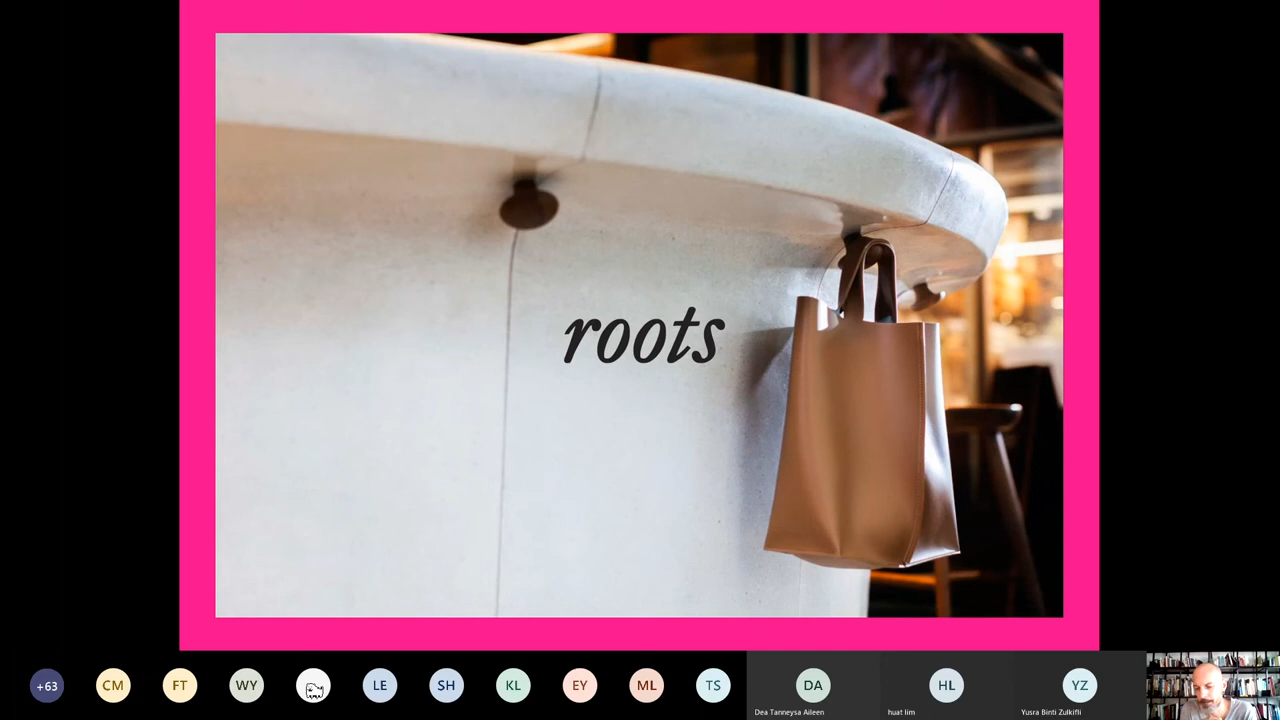 roots
+63
CM
FT
WY
LE
SH
KL
EY
ML
TS
DA
HL
YZ
Dea Tanneysa Aileen
huat lim
Yusra Binti Zulkifli